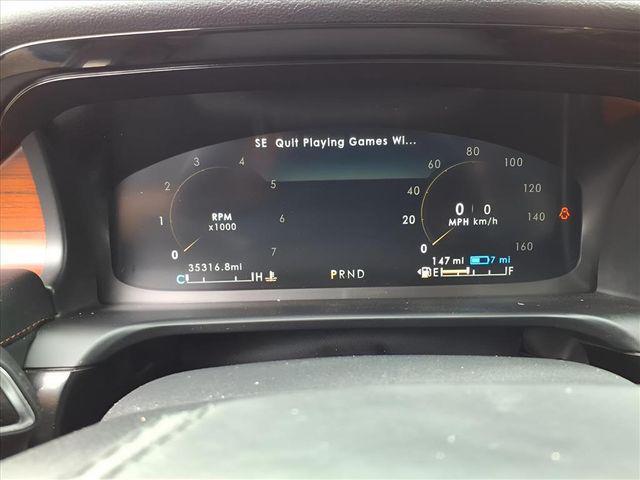 SE Quit Playing Games Wi...
0 1 2 3 4 5 6 7
RPM
x1000
0 20 40 60 80 100 120 140 160
0 0
MPH km/h
35316.8mi
C H
PRND
147 mi 7 mi
E F